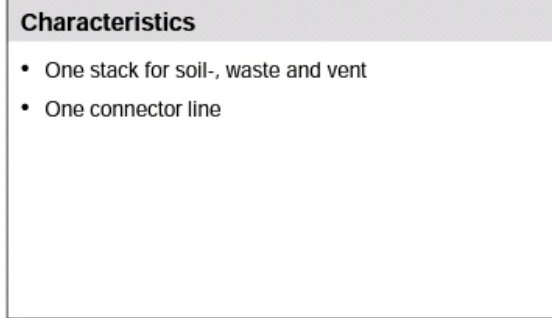 Characteristics
• One stack for soil-, waste and vent
• One connector line